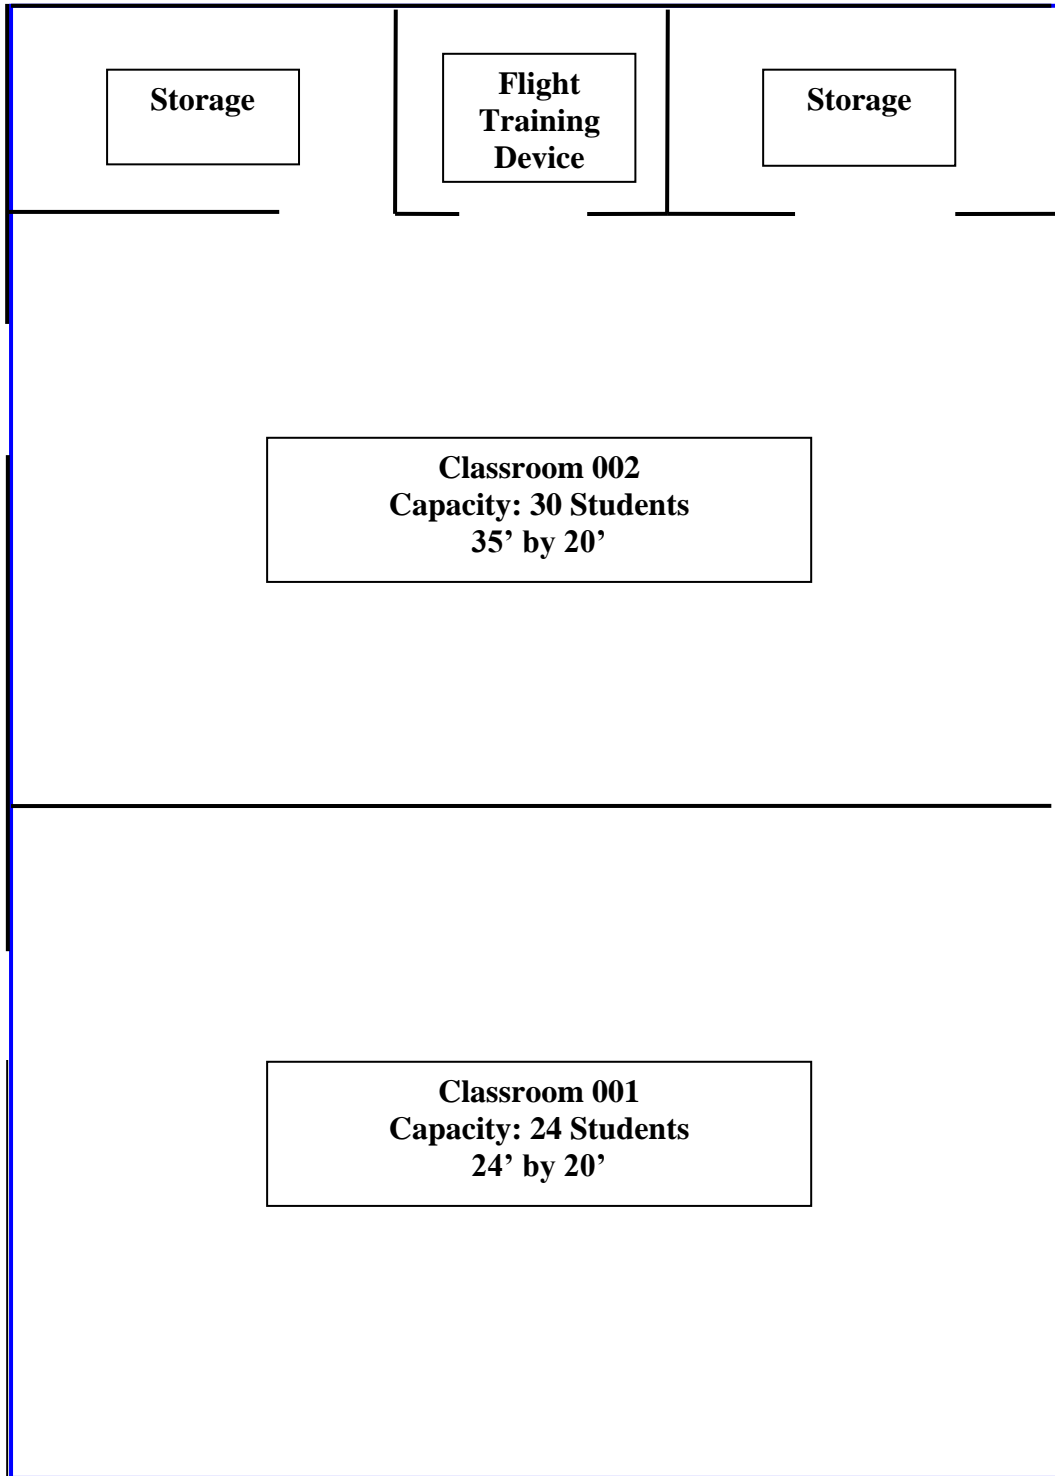 Storage
Flight
Training
Device
Storage
Classroom 002
Capacity: 30 Students
35’ by 20’
Classroom 001
Capacity: 24 Students
24’ by 20’